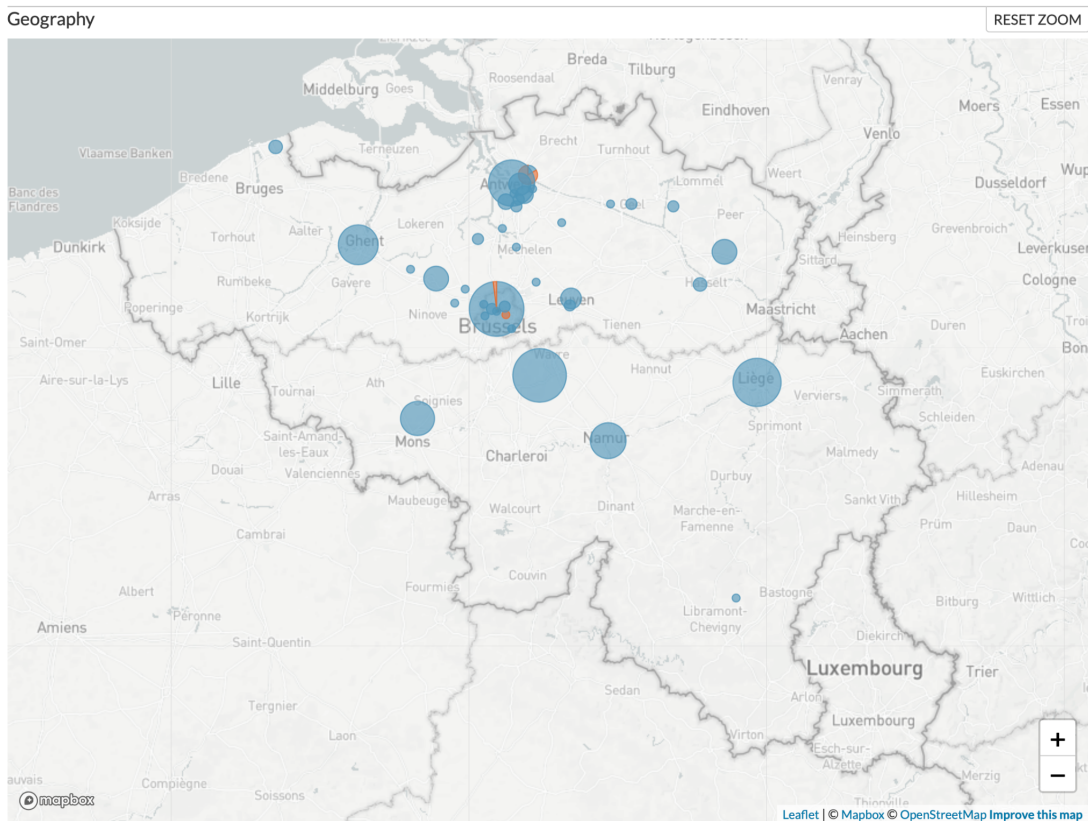 Geography
RESET ZOOM
Breda
Tilburg
Roosendaal
Middelburg
Goes
Eindhoven
Venray
Moers
Essen
Venlo
Brecht
Turnhout
Terneuzen
Vlaamse Banken
Bredene
Bruges
Lommel
Weert
Dusseldorf
Banc des
Flandres
Koksijde
Torhout
Aalter
Lokeren
Peer
Grevenbroich
Dunkirk
Ghent
Mechelen
Heinsberg
Leverkusen
Sittard
Cologne
Rumbeke
Gavere
Hasselt
Maastricht
Poperinge
Kortrijk
Ninove
Brussels
Leuven
Tienen
Aachen
Duren
Saint-Omer
Lille
Wavre
Hannut
Liège
Verviers
Simmerath
Euskirchen
Aire-sur-la-Lys
Tournai
Ath
Soignies
Schleiden
Sprimont
Saint-Amand-
les-Eaux
Mons
Namur
Charleroi
Malmedy
Adenau
Douai
Valenciennes
Durbuy
Arras
Maubeuge
Walcourt
Dinant
Marche-en-
Famenne
Sankt Vith
Hillesheim
Prüm
Daun
Cambrai
Couvin
Fourmies
Bastogne
Bitburg
Wittlich
Albert
Péronne
Libramont-
Chevigny
Amiens
Saint-Quentin
Diekirch
Luxembourg
Trier
Sedan
Arlon
Tergnier
Luxembourg
Laon
Virton
Esch-sur-
Alzette
Merzig
Compiègne
Soissons
Thionville
+
−
mapbox
Leaflet | © Mapbox © OpenStreetMap Improve this map